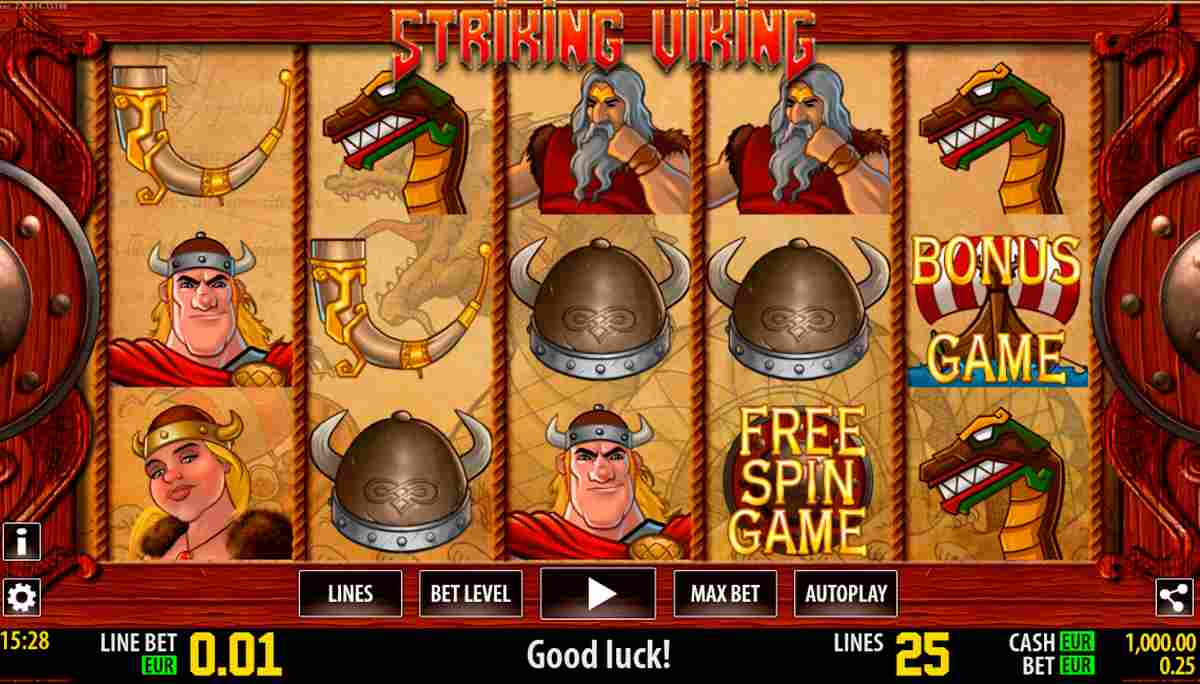 STRIKING VIKING
BONUS
GAME
FREE
SPIN
GAME
LINES
BET LEVEL
MAX BET
AUTOPLAY
15:28
LINE BET
EUR
0.01
Good luck!
LINES
25
CASH EUR 1,000.00
BET EUR 0.25